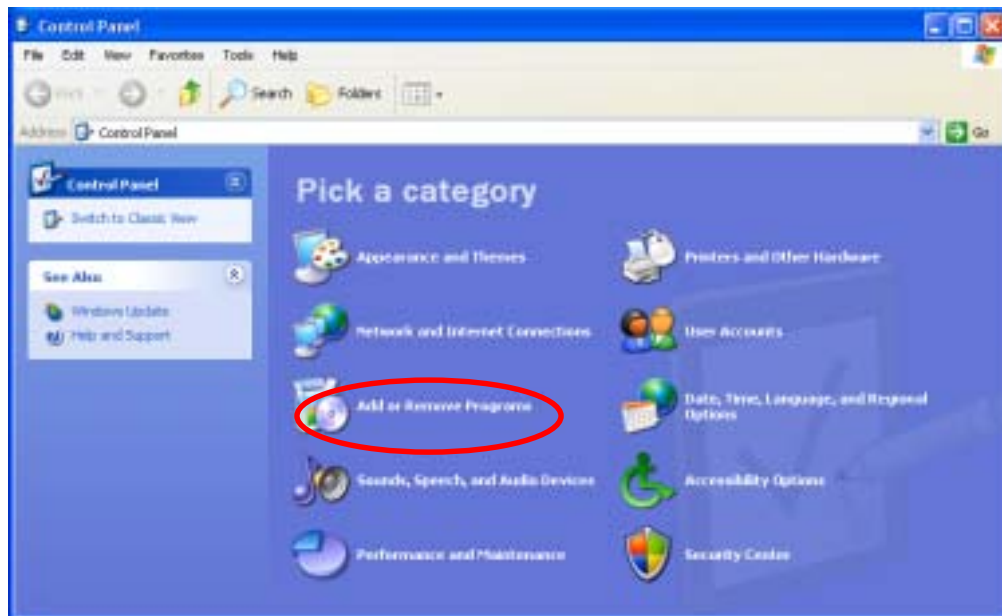 Control Panel
File Edit View Favorites Tools Help
Back Search Folders
Address Control Panel Go
Control Panel
Switch to Classic View
See Also
Windows Update
Help and Support
Pick a category
Appearance and Themes
Printers and Other Hardware
Network and Internet Connections
User Accounts
Add or Remove Programs
Date, Time, Language, and Regional
Options
Sounds, Speech, and Audio Devices
Accessibility Options
Performance and Maintenance
Security Center